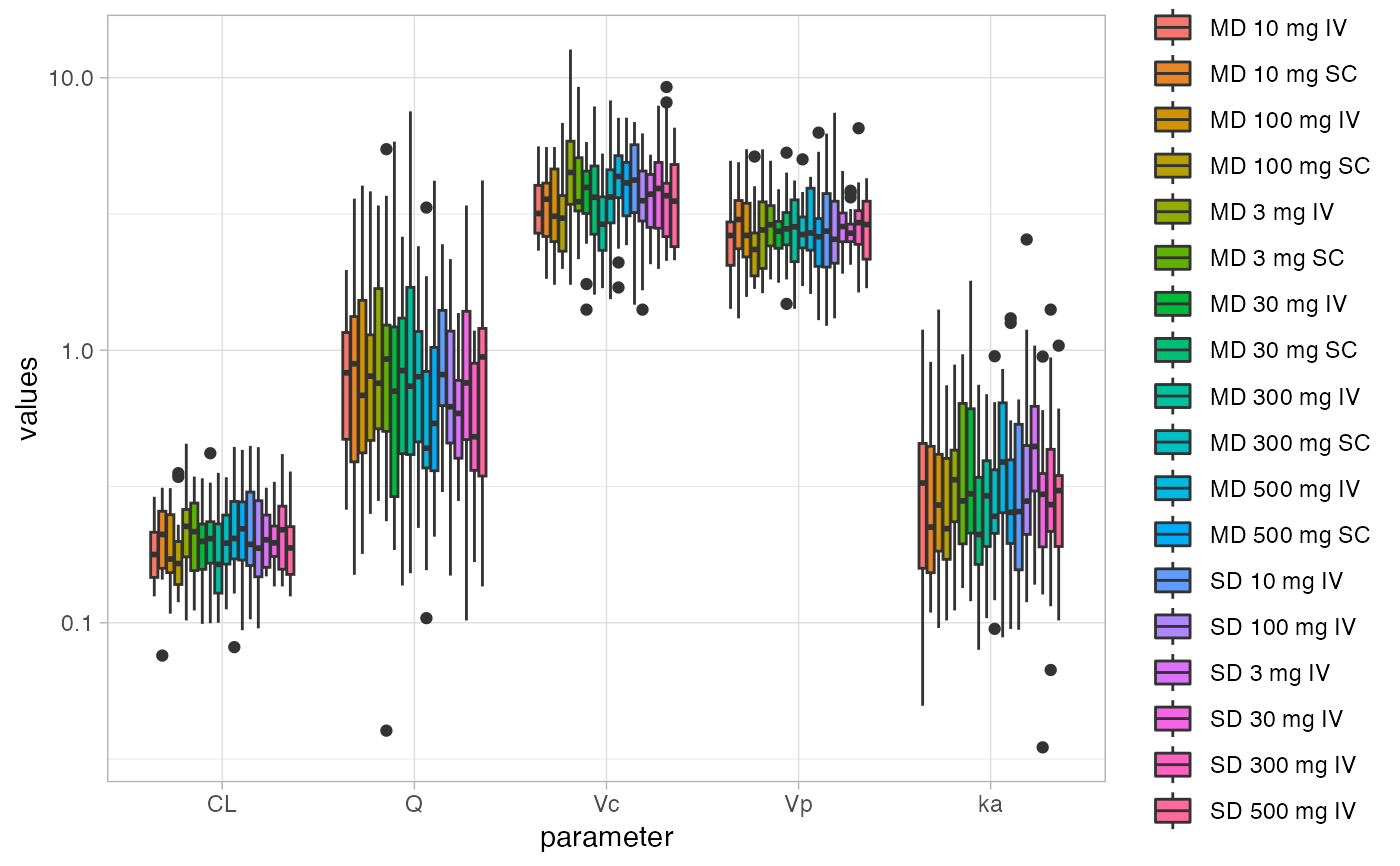 10.0
1.0
0.1
values
CL
Q
Vc
Vp
ka
parameter
MD 10 mg IV
MD 10 mg SC
MD 100 mg IV
MD 100 mg SC
MD 3 mg IV
MD 3 mg SC
MD 30 mg IV
MD 30 mg SC
MD 300 mg IV
MD 300 mg SC
MD 500 mg IV
MD 500 mg SC
SD 10 mg IV
SD 100 mg IV
SD 3 mg IV
SD 30 mg IV
SD 300 mg IV
SD 500 mg IV